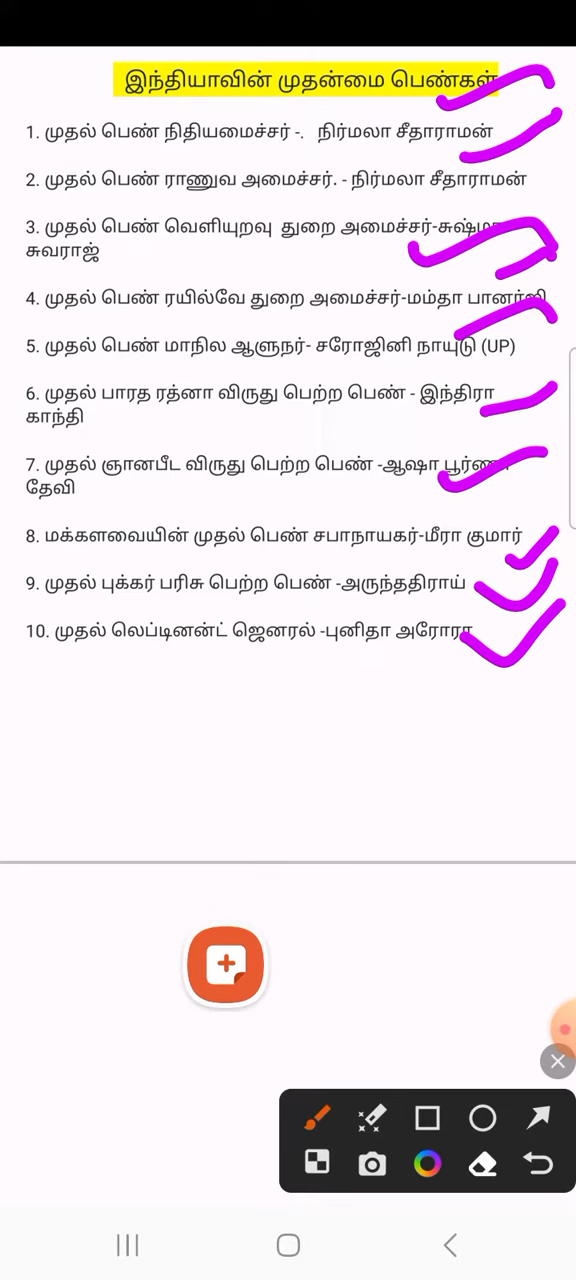 இந்தியாவின் முதன்மை பெண்கள்
1. முதல் பெண் நிதியமைச்சர் -. நிர்மலா சீதாராமன்
2. முதல் பெண் ராணுவ அமைச்சர். - நிர்மலா சீதாராமன்
3. முதல் பெண் வெளியுறவு துறை அமைச்சர்-சுஷ்மா
சுவராஜ்
4. முதல் பெண் ரயில்வே துறை அமைச்சர்-மம்தா பானர்ஜி
5. முதல் பெண் மாநில ஆளுநர்- சரோஜினி நாயுடு (UP)
6. முதல் பாரத ரத்னா விருது பெற்ற பெண் - இந்திரா
காந்தி
7. முதல் ஞானபீட விருது பெற்ற பெண் -ஆஷா பூர்ணா
தேவி
8. மக்களவையின் முதல் பெண் சபாநாயகர்-மீரா குமார்
9. முதல் புக்கர் பரிசு பெற்ற பெண் -அருந்ததிராய்
10. முதல் லெப்டினன்ட் ஜெனரல் -புனிதா அரோரா